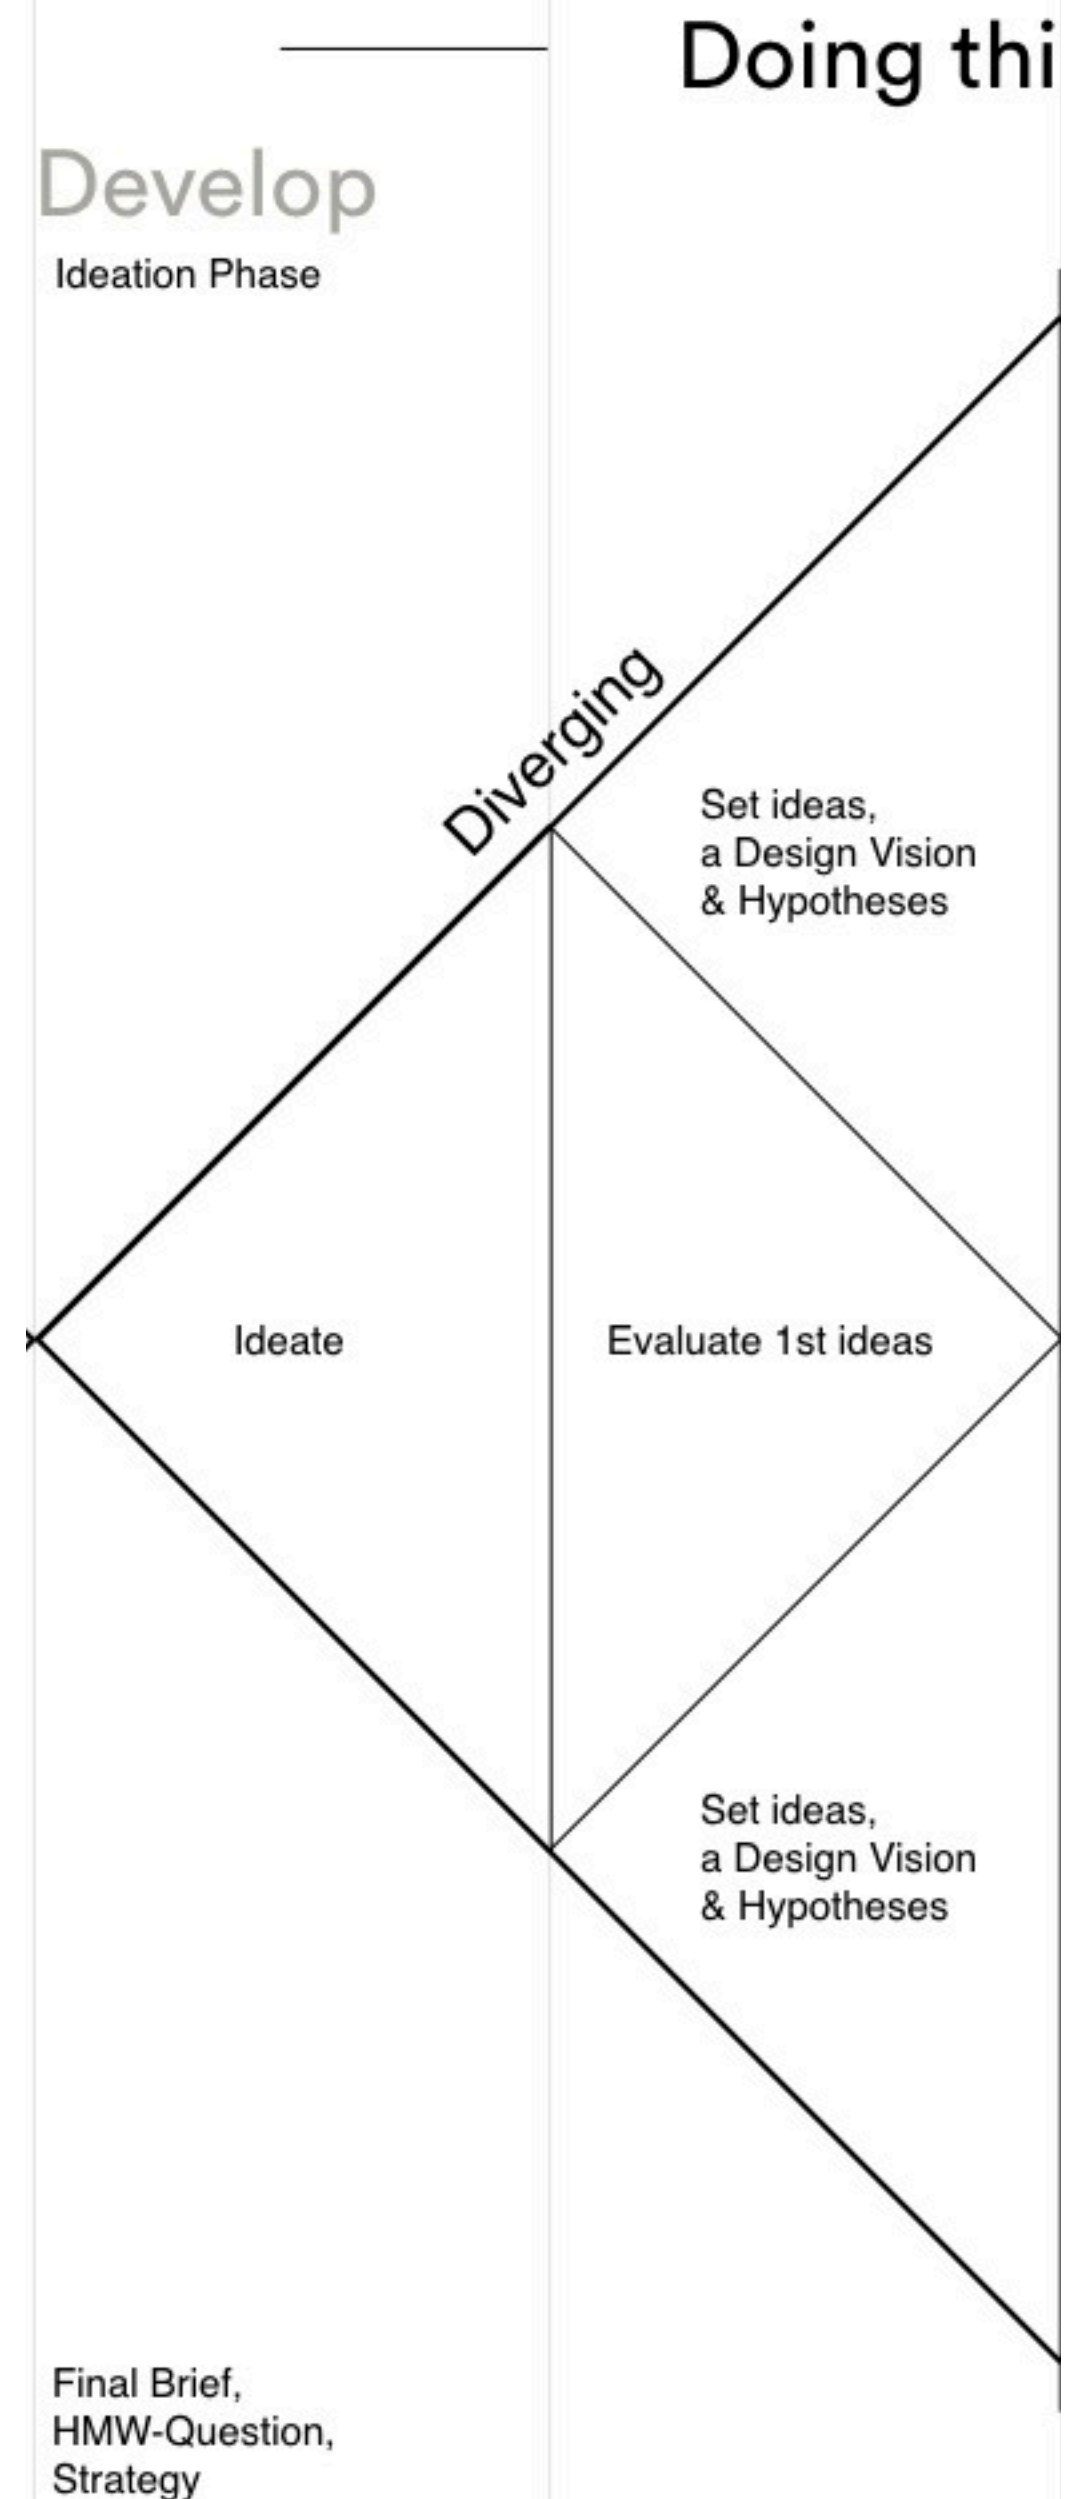 Doing thi
Develop
Ideation Phase
Diverging
Set ideas,
a Design Vision
& Hypotheses
Ideate
Evaluate 1st ideas
Set ideas,
a Design Vision
& Hypotheses
Final Brief,
HMW-Question,
Strategy